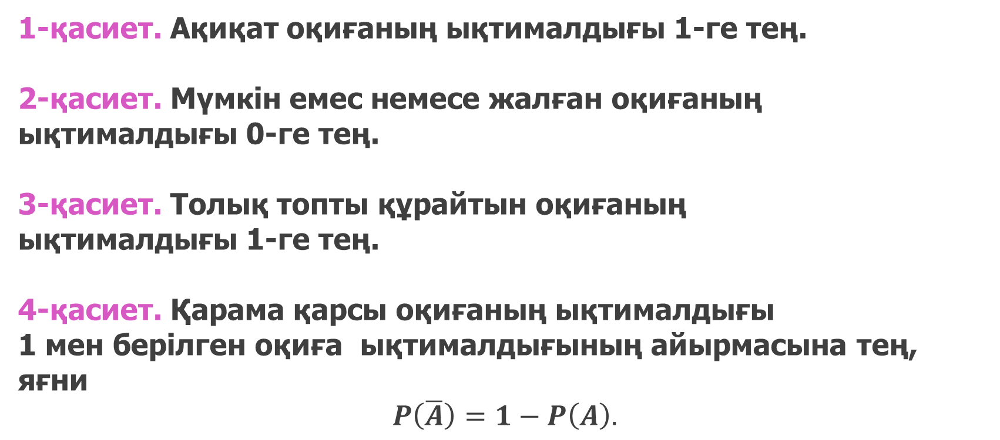 1-қасиет. Ақиқат оқиғаның ықтималдығы 1-ге тең.
2-қасиет. Мүмкін емес немесе жалған оқиғаның
ықтималдығы 0-ге тең.
3-қасиет. Толық топты құрайтын оқиғаның
ықтималдығы 1-ге тең.
4-қасиет. Қарама қарсы оқиғаның ықтималдығы
1 мен берілген оқиға ықтималдығының айырмасына тең,
яғни
P(A̅) = 1 − P(A).